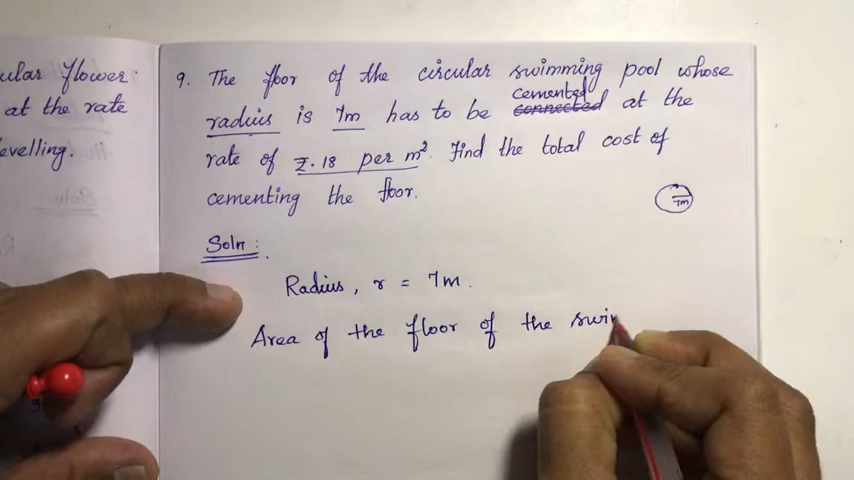 ular flower
at the rate
evelling.
9. The floor of the circular swimming pool whose
cemented
radius is 7m has to be connected at the
rate of ₹.18 per m². Find the total cost of
cementing the floor.
7m
Soln:
Radius, r = 7m.
Area of the floor of the swi